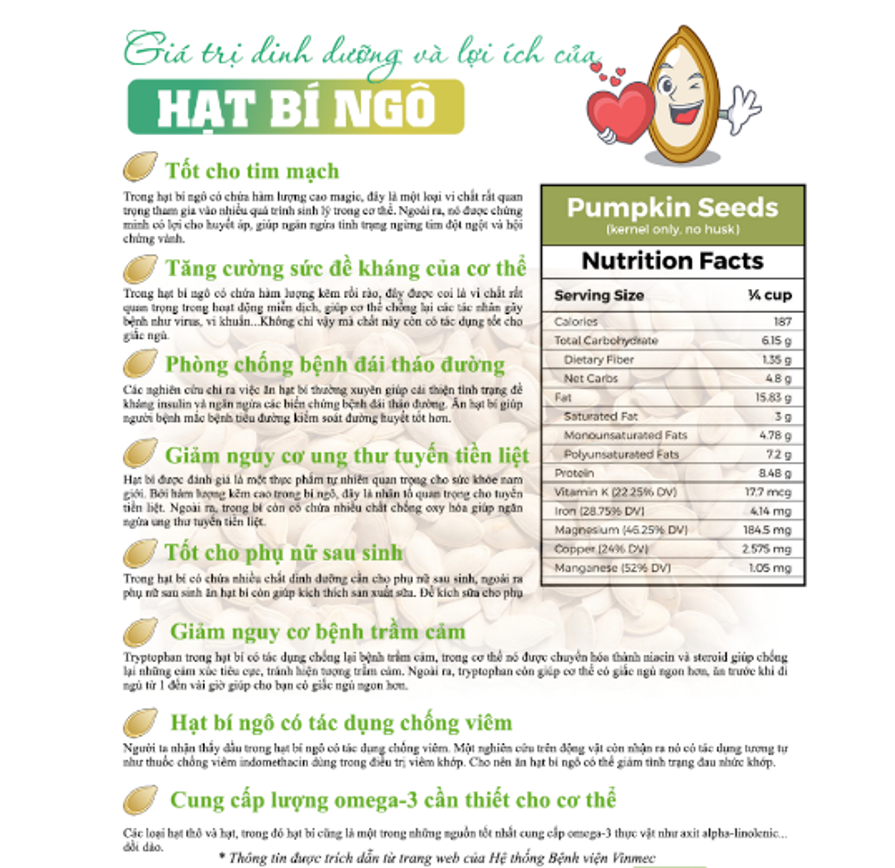 Giá trị dinh dưỡng và lợi ích của
HẠT BÍ NGÔ
Tốt cho tim mạch
Trong hạt bí ngô có chứa hàm lượng cao magic, đây là một loại vi chất rất quan
trọng tham gia vào nhiều quá trình sinh lý trong cơ thể. Ngoài ra, nó được chứng
minh có lợi cho huyết áp, giúp ngăn ngừa tình trạng ngừng tim đột ngột và hội
chứng vành.
Tăng cường sức đề kháng của cơ thể
Trong hạt bí ngô có chứa hàm lượng kẽm rồi rào, đây được coi là vi chất rất
quan trọng trong hoạt động miễn dịch, giúp cơ thể chống lại các tác nhân gây
bệnh như virus, vi khuẩn...Không chỉ vậy mà chất này còn có tác dụng tốt cho
giấc ngủ.
Phòng chống bệnh đái tháo đường
Các nghiên cứu chỉ ra việc ăn hạt bí thường xuyên giúp cải thiện tình trạng đề
kháng insulin và ngăn ngừa các biến chứng bệnh đái tháo đường. Ăn hạt bí giúp
người bệnh mắc bệnh tiểu đường kiểm soát đường huyết tốt hơn.
Giảm nguy cơ ung thư tuyến tiền liệt
Hạt bí được đánh giá là một thực phẩm tự nhiên quan trọng cho sức khỏe nam
giới. Bởi hàm lượng kẽm cao trong bí ngô, đây là nhân tố quan trọng cho tuyến
tiền liệt. Ngoài ra, trong bí còn có chứa nhiều chất chống oxy hóa giúp ngăn
ngừa ung thư tuyến tiền liệt.
Tốt cho phụ nữ sau sinh
Trong hạt bí có chứa nhiều chất dinh dưỡng cần cho phụ nữ sau sinh, ngoài ra
phụ nữ sau sinh ăn hạt bí còn giúp kích thích sản xuất sữa. Để kích sữa cho phụ
Pumpkin Seeds
(kernel only, no husk)
Nutrition Facts
Serving Size ¼ cup
Calories 187
Total Carbohydrate 6.15 g
Dietary Fiber 1.35 g
Net Carbs 4.8 g
Fat 15.83 g
Saturated Fat 3 g
Monounsaturated Fats 4.78 g
Polyunsaturated Fats 7.2 g
Protein 8.48 g
Vitamin K (22.25% DV) 17.7 mcg
Iron (28.75% DV) 4.14 mg
Magnesium (46.25% DV) 184.5 mg
Copper (24% DV) 2.575 mg
Manganese (52% DV) 1.05 mg
Giảm nguy cơ bệnh trầm cảm
Tryptophan trong hạt bí có tác dụng chống lại bệnh trầm cảm, trong cơ thể nó được chuyển hóa thành niacin và steroid giúp chống
lại những cảm xúc tiêu cực, tránh hiện tượng trầm cảm. Ngoài ra, tryptophan còn giúp cơ thể có giấc ngủ ngon hơn, ăn trước khi đi
ngủ từ 1 đến vài giờ giúp cho bạn có giấc ngủ ngon hơn.
Hạt bí ngô có tác dụng chống viêm
Người ta nhận thấy dầu trong hạt bí ngô có tác dụng chống viêm. Một nghiên cứu trên động vật còn nhận ra nó có tác dụng tương tự
như thuốc chống viêm indomethacin dùng trong điều trị viêm khớp. Cho nên ăn hạt bí ngô có thể giảm tình trạng đau nhức khớp.
Cung cấp lượng omega-3 cần thiết cho cơ thể
Các loại hạt thô và hạt, trong đó hạt bí cũng là một trong những nguồn tốt nhất cung cấp omega-3 thực vật như axit alpha-linolenic...
dồi dào.
* Thông tin được trích dẫn từ trang web của Hệ thống Bệnh viện Vinmec